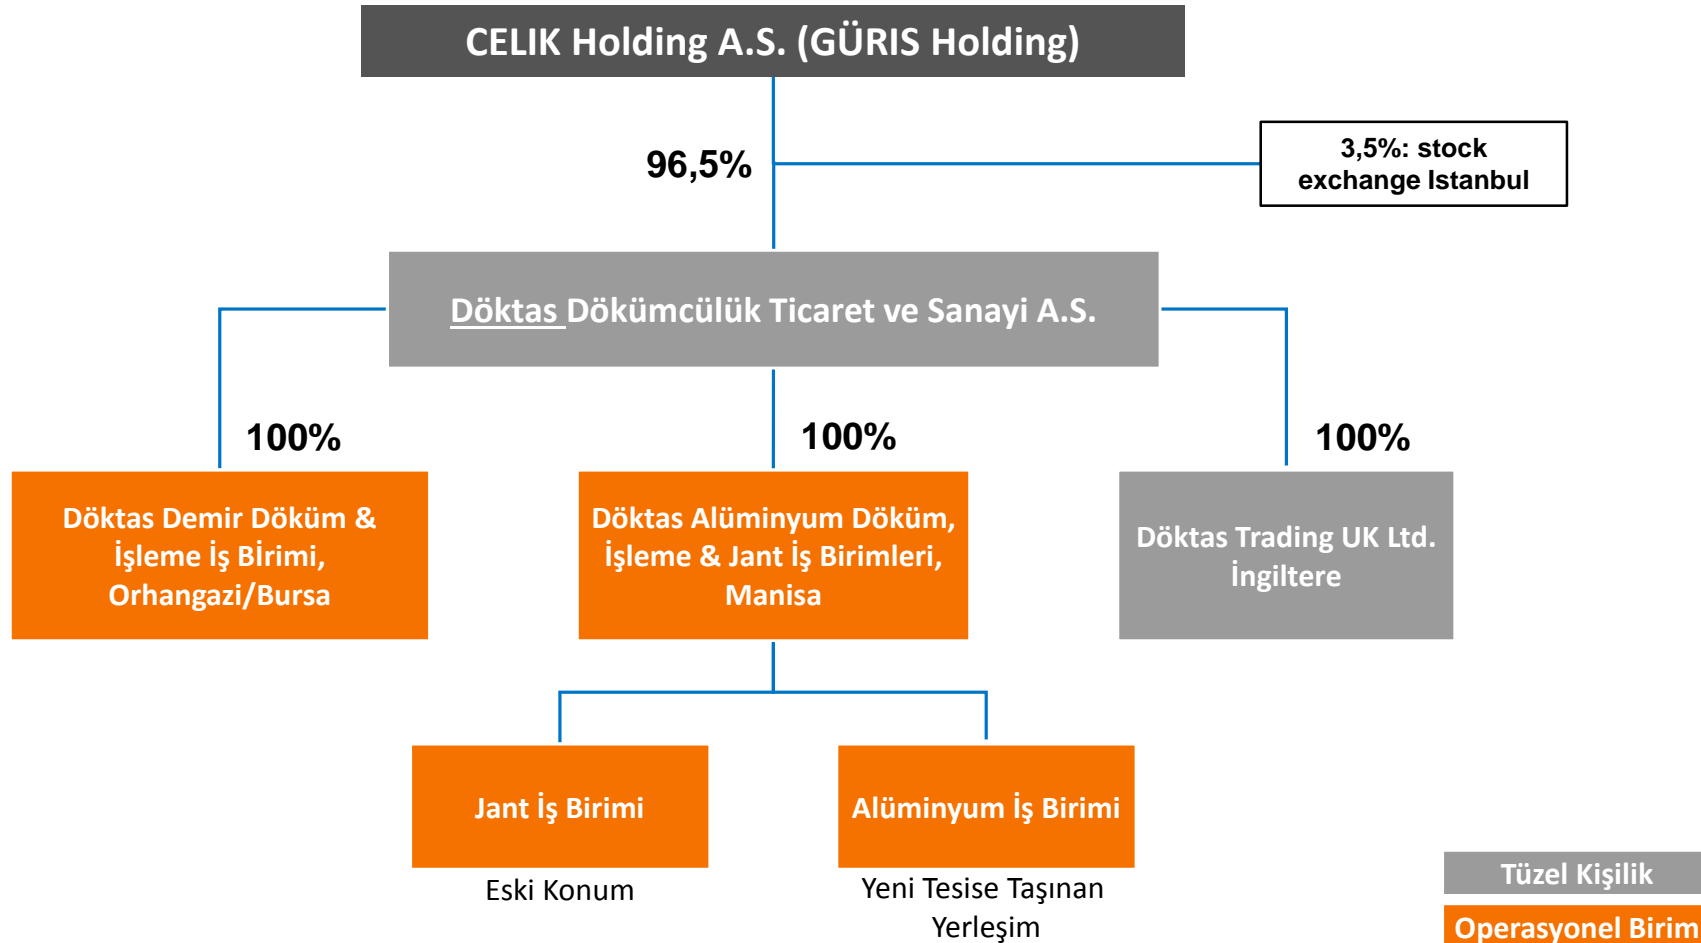 CELIK Holding A.S. (GÜRIS Holding)
96,5%
3,5%: stock
exchange Istanbul
Döktas Dökümcülük Ticaret ve Sanayi A.S.
100%
100%
100%
Döktas Demir Döküm &
İşleme İş Bİrimi,
Orhangazi/Bursa
Döktas Alüminyum Döküm,
İşleme & Jant İş Birimleri,
Manisa
Döktas Trading UK Ltd.
İngiltere
Jant İş Birimi
Alüminyum İş Birimi
Eski Konum
Yeni Tesise Taşınan
Yerleşim
Tüzel Kişilik
Operasyonel Birim